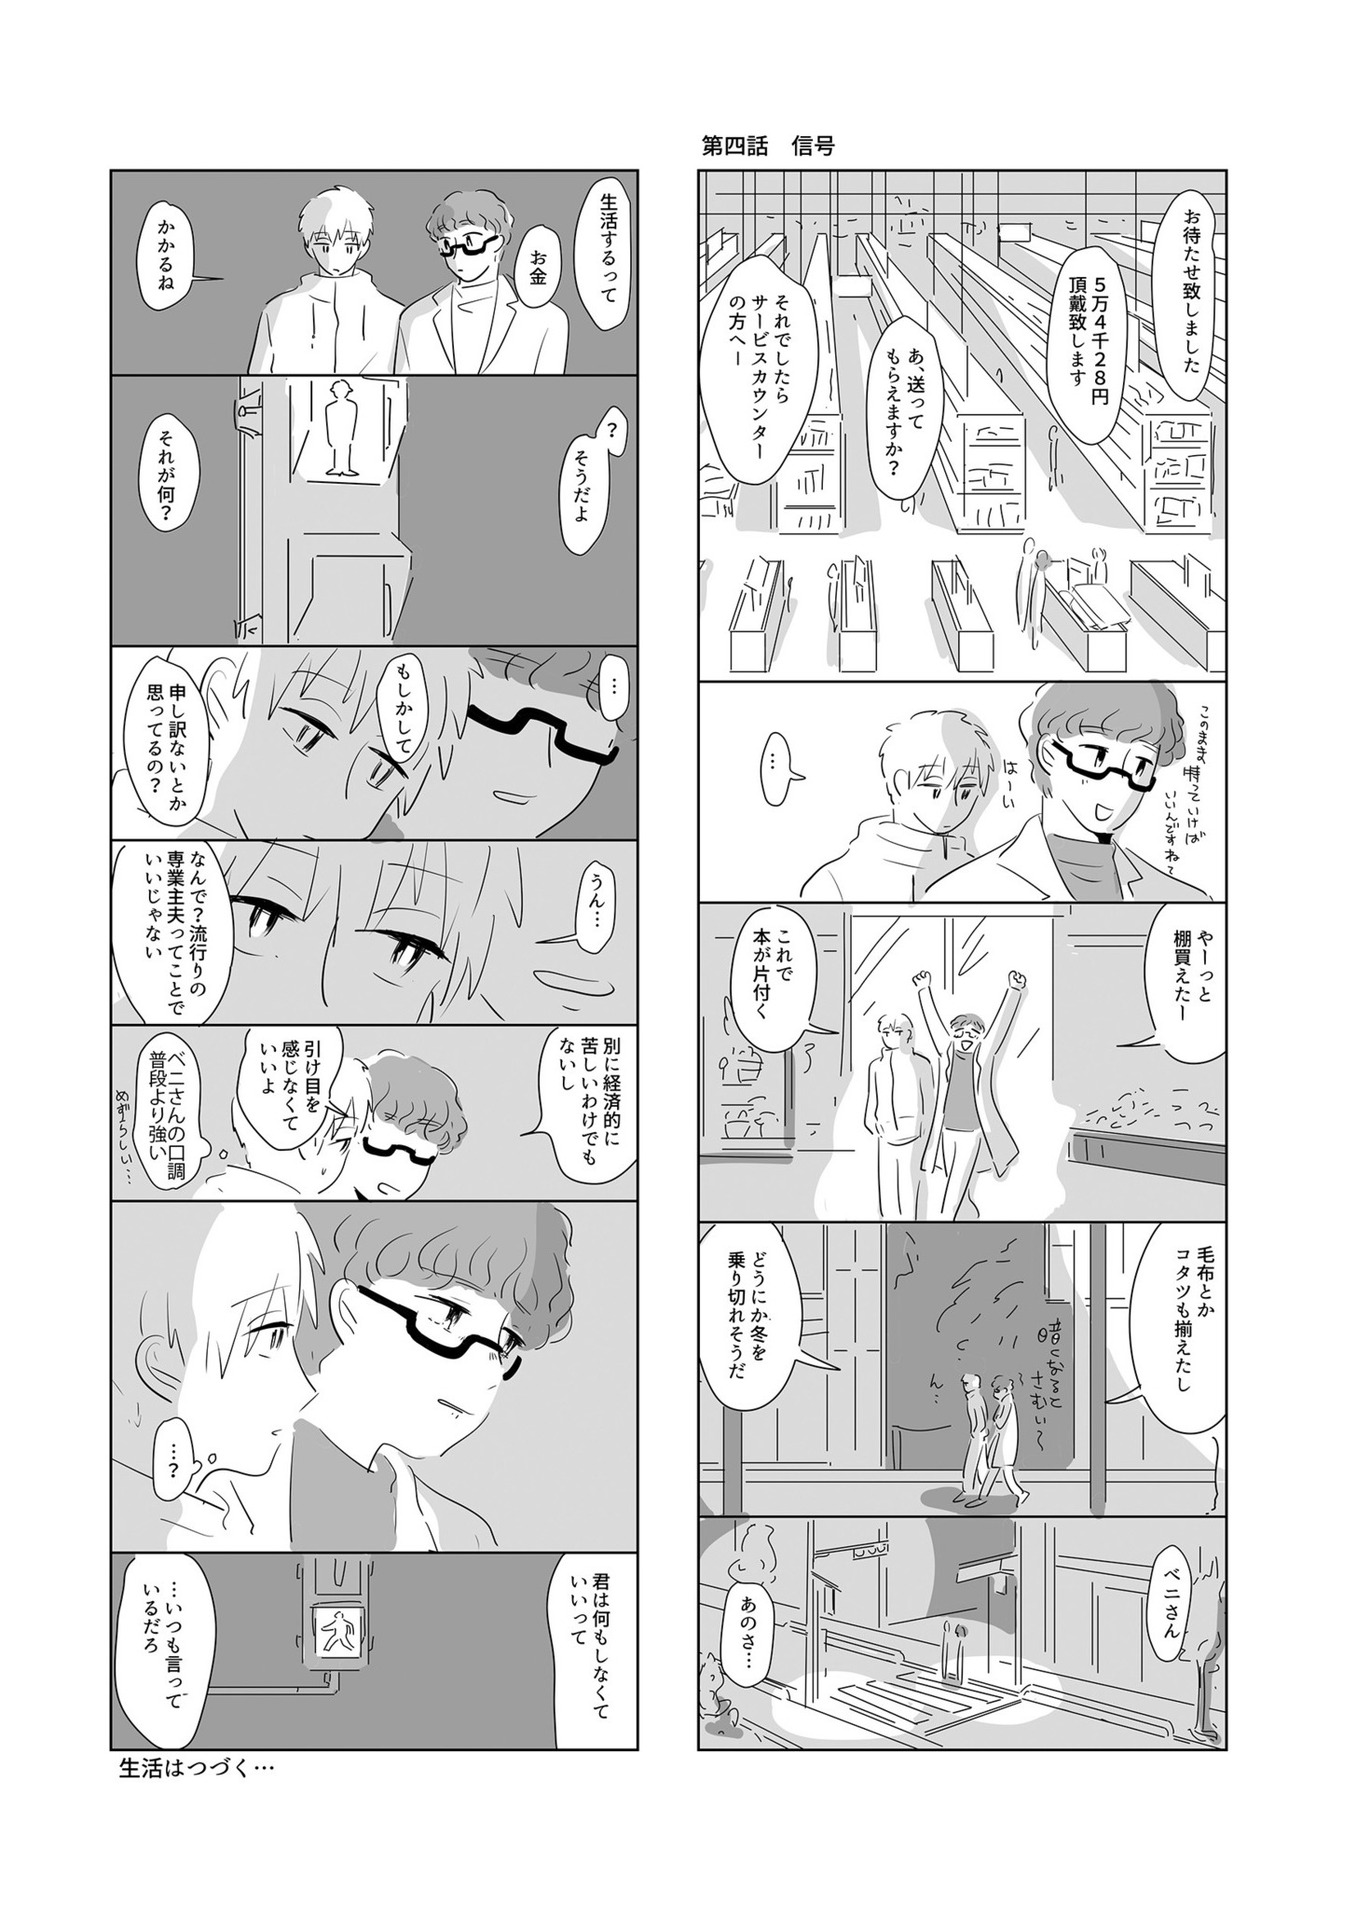 第四話　信号
お待たせ致しました
５万４千２８円
頂戴致します
あ、送って
もらえますか？
それでしたら
サービスカウンター
の方へー
このまま持っていけば
いいんですね～
はーい
…
やーっと
棚買えたー
これで
本が片付く
毛布とか
コタツも揃えたし
どうにか冬を
乗り切れそうだ
暗くなると
さむい～
ん…
ベニさん
あのさ…
生活するって
お金
かかるね
？
そうだよ
それが何？
…
もしかして
申し訳ないとか
思ってるの？
うん…
なんで？流行りの
専業主夫ってことで
いいじゃない
別に経済的に
苦しいわけでも
ないし
引け目を
感じなくて
いいよ
ベニさんの口調
普段より強い
めずらしい…
…？
君は何もしなくて
いいって
…いつも言って
いるだろ
生活はつづく…